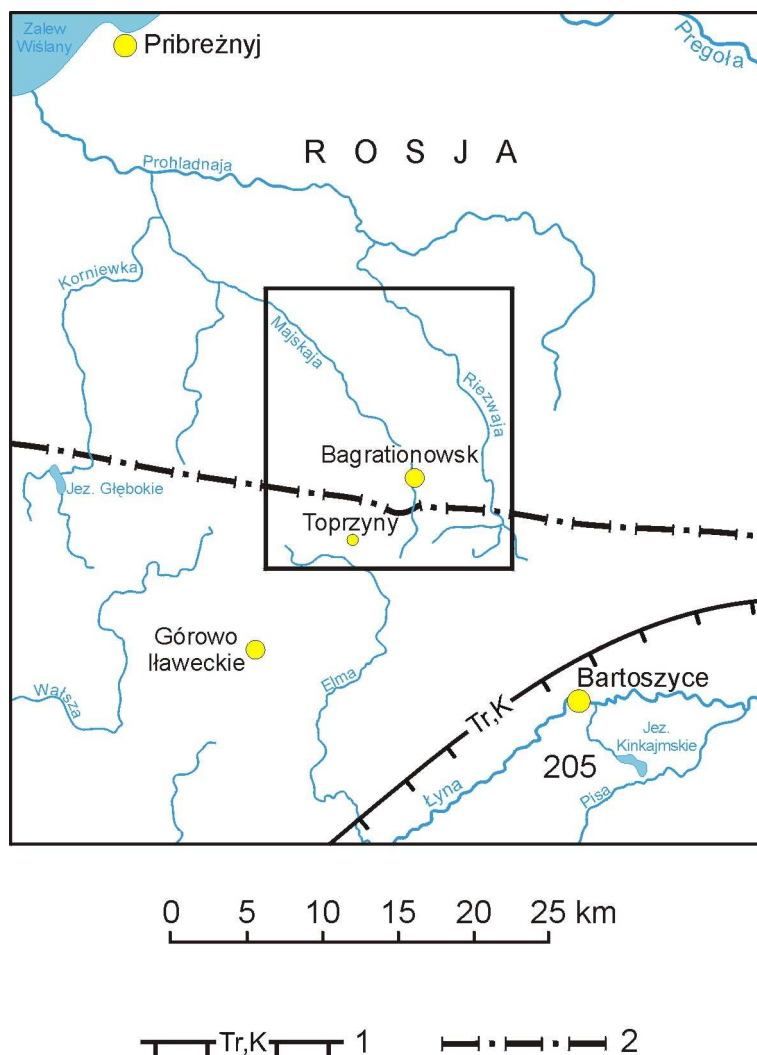 Zalew
Wiślany
Pribreżnyj
Pregoła
ROSJA
Prohladnaja
Korniewka
Majskaja
Riezwaja
Bagrationowsk
Jez. Głębokie
Toprzyny
Górowo
Iławeckie
Elma
Wałsza
Bartoszyce
Tr,K
Jez.
Kinkajmskie
205
Łyna
Pisa
0 5 10 15 20 25 km
Tr,K 1 2